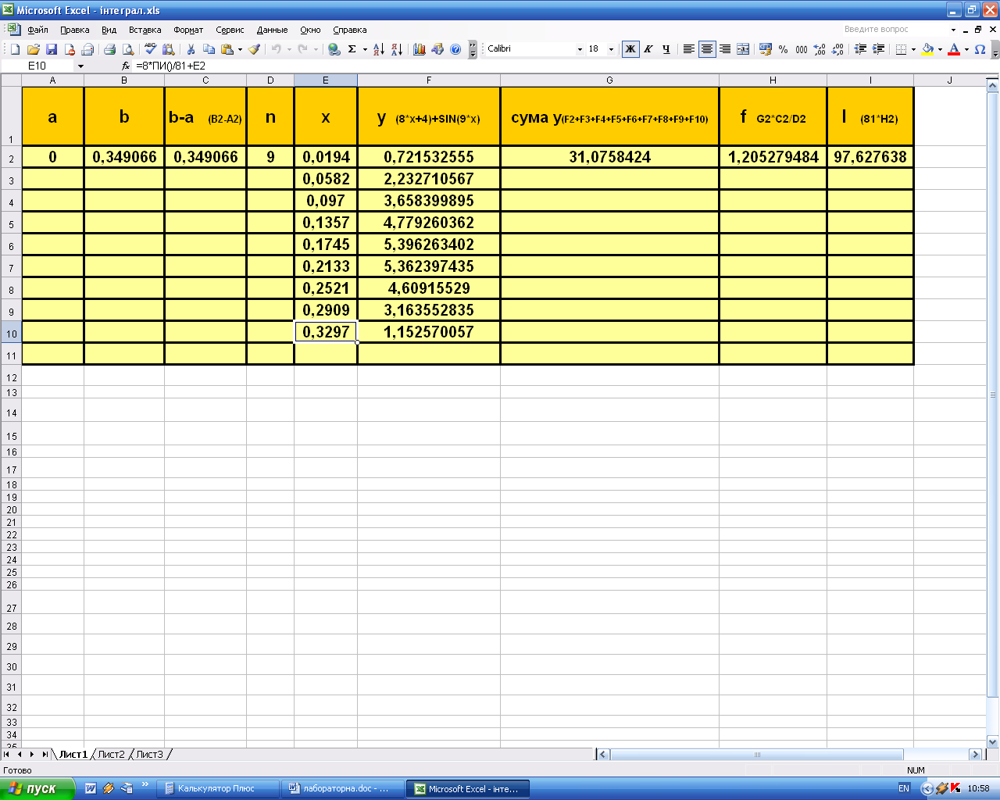 Microsoft Excel - інтеграл.xls
Файл Правка Вид Вставка Формат Сервис Данные Окно Справка Введите вопрос
Calibri 18 Ж К Ч % 000
E10 fx =8*ПИ()/81+E2
A B C D E F G H I J
1 a b b-a (B2-A2) n x y (8*x+4)+SIN(9*x) сума y(F2+F3+F4+F5+F6+F7+F8+F9+F10) f G2*C2/D2 I (81*H2)
2 0 0,349066 0,349066 9 0,0194 0,721532555 31,0758424 1,205279484 97,627638
3 0,0582 2,232710567
4 0,097 3,658399895
5 0,1357 4,779260362
6 0,1745 5,396263402
7 0,2133 5,362397435
8 0,2521 4,60915529
9 0,2909 3,163552835
10 0,3297 1,152570057
11
12
13
14
15
16
17
18
19
20
21
22
23
24
25
26
27
28
29
30
31
32
33
34
35
Лист1 Лист2 Лист3
Готово NUM
пуск Калькулятор Плюс лабораторна.doc - ... Microsoft Excel - інте... EN 10:58